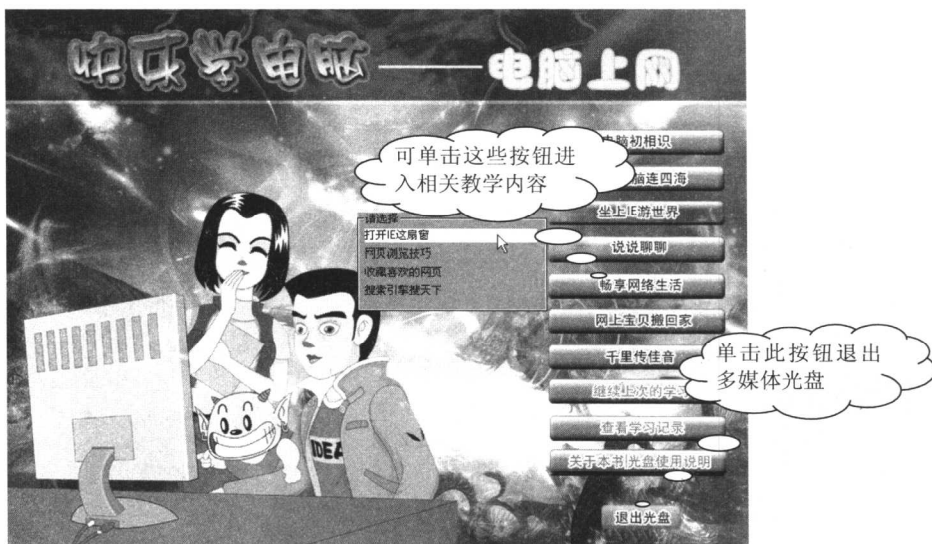 快乐学电脑——电脑上网
电脑初相识
可单击这些按钮进
入相关教学内容
脑连四海
坐上IE游世界
请选择
打开IE这扇窗
网页浏览技巧
收藏喜欢的网页
搜索引擎搜天下
说说聊聊
畅享网络生活
网上宝贝搬回家
千里传佳音
单击此按钮退出
多媒体光盘
继续上次的学习
查看学习记录
关于本书|光盘使用说明
IDEA
退出光盘